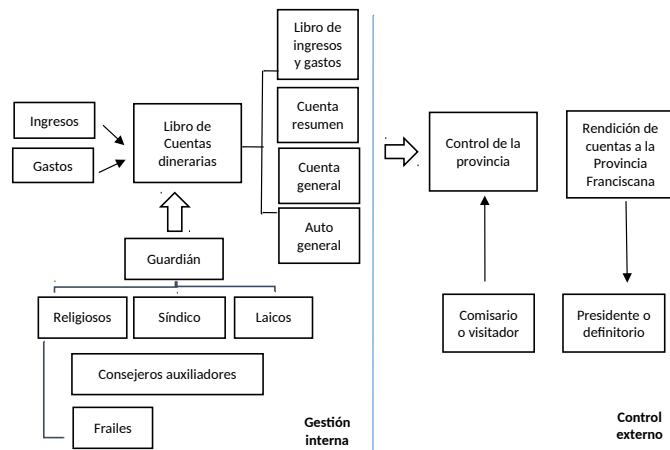 Libro de
ingresos
y gastos
Ingresos
Gastos
Libro de
Cuentas
dinerarias
Cuenta
resumen
Cuenta
general
Auto
general
Guardián
Religiosos
Síndico
Laicos
Consejeros auxiliadores
Frailes
Gestión
interna
Control de la
provincia
Rendición de
cuentas a la
Provincia
Franciscana
Comisario
o visitador
Presidente o
definitorio
Control
externo